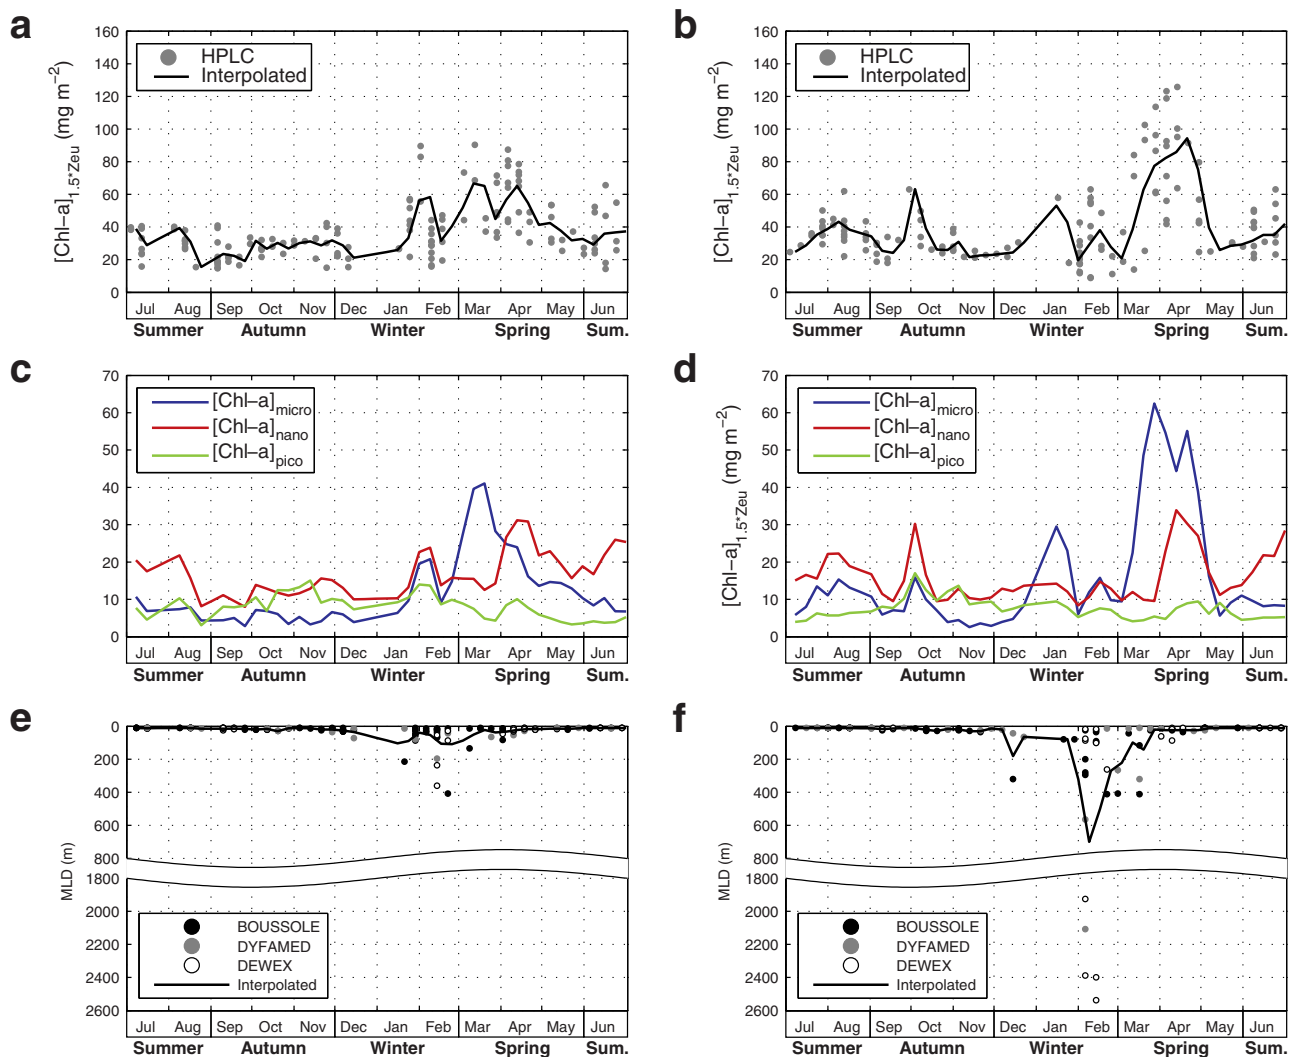 a
160
140
120
100
80
60
40
20
0
[Chl–a]1.5*Zeu (mg m−2)
HPLC
Interpolated
Jul Aug Sep Oct Nov Dec Jan Feb Mar Apr May Jun
Summer Autumn Winter Spring Sum.
b
160
140
120
100
80
60
40
20
0
[Chl–a]1.5*Zeu (mg m−2)
HPLC
Interpolated
Jul Aug Sep Oct Nov Dec Jan Feb Mar Apr May Jun
Summer Autumn Winter Spring Sum.
c
70
60
50
40
30
20
10
0
[Chl–a]micro
[Chl–a]nano
[Chl–a]pico
Jul Aug Sep Oct Nov Dec Jan Feb Mar Apr May Jun
Summer Autumn Winter Spring Sum.
d
70
60
50
40
30
20
10
0
[Chl–a]1.5*Zeu (mg m−2)
[Chl–a]micro
[Chl–a]nano
[Chl–a]pico
Jul Aug Sep Oct Nov Dec Jan Feb Mar Apr May Jun
Summer Autumn Winter Spring Sum.
e
0
200
400
600
800
1800
2000
2200
2400
2600
MLD (m)
BOUSSOLE
DYFAMED
DEWEX
Interpolated
Jul Aug Sep Oct Nov Dec Jan Feb Mar Apr May Jun
Summer Autumn Winter Spring Sum.
f
0
200
400
600
800
1800
2000
2200
2400
2600
MLD (m)
BOUSSOLE
DYFAMED
DEWEX
Interpolated
Jul Aug Sep Oct Nov Dec Jan Feb Mar Apr May Jun
Summer Autumn Winter Spring Sum.